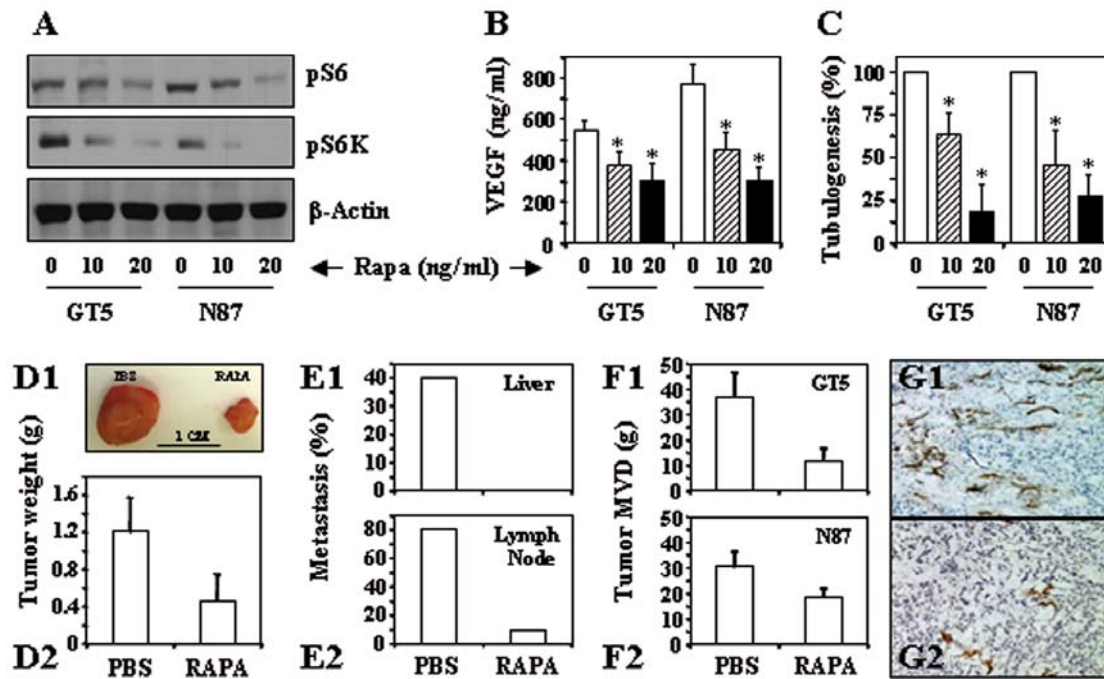 A
pS6
pS6K
β-Actin
0 10 20 0 10 20
GT5 N87
← Rapa (ng/ml) →
B
VEGF (ng/ml)
800
600
400
300
0
* * * *
0 10 20 0 10 20
GT5 N87
C
Tubulogenesis (%)
100
75
50
25
0
* * * *
0 10 20 0 10 20
GT5 N87
D1
PBS RAPA
Tumor weight (g)
1.6
1.2
0.8
0.4
0
D2
PBS RAPA
E1
Metastasis (%)
Liver
40
30
20
10
0
Lymph
Node
80
60
40
20
0
E2
PBS RAPA
F1
Tumor MVD (g)
GT5
50
40
30
20
10
0
N87
50
40
30
20
10
0
F2
PBS RAPA
G1
G2